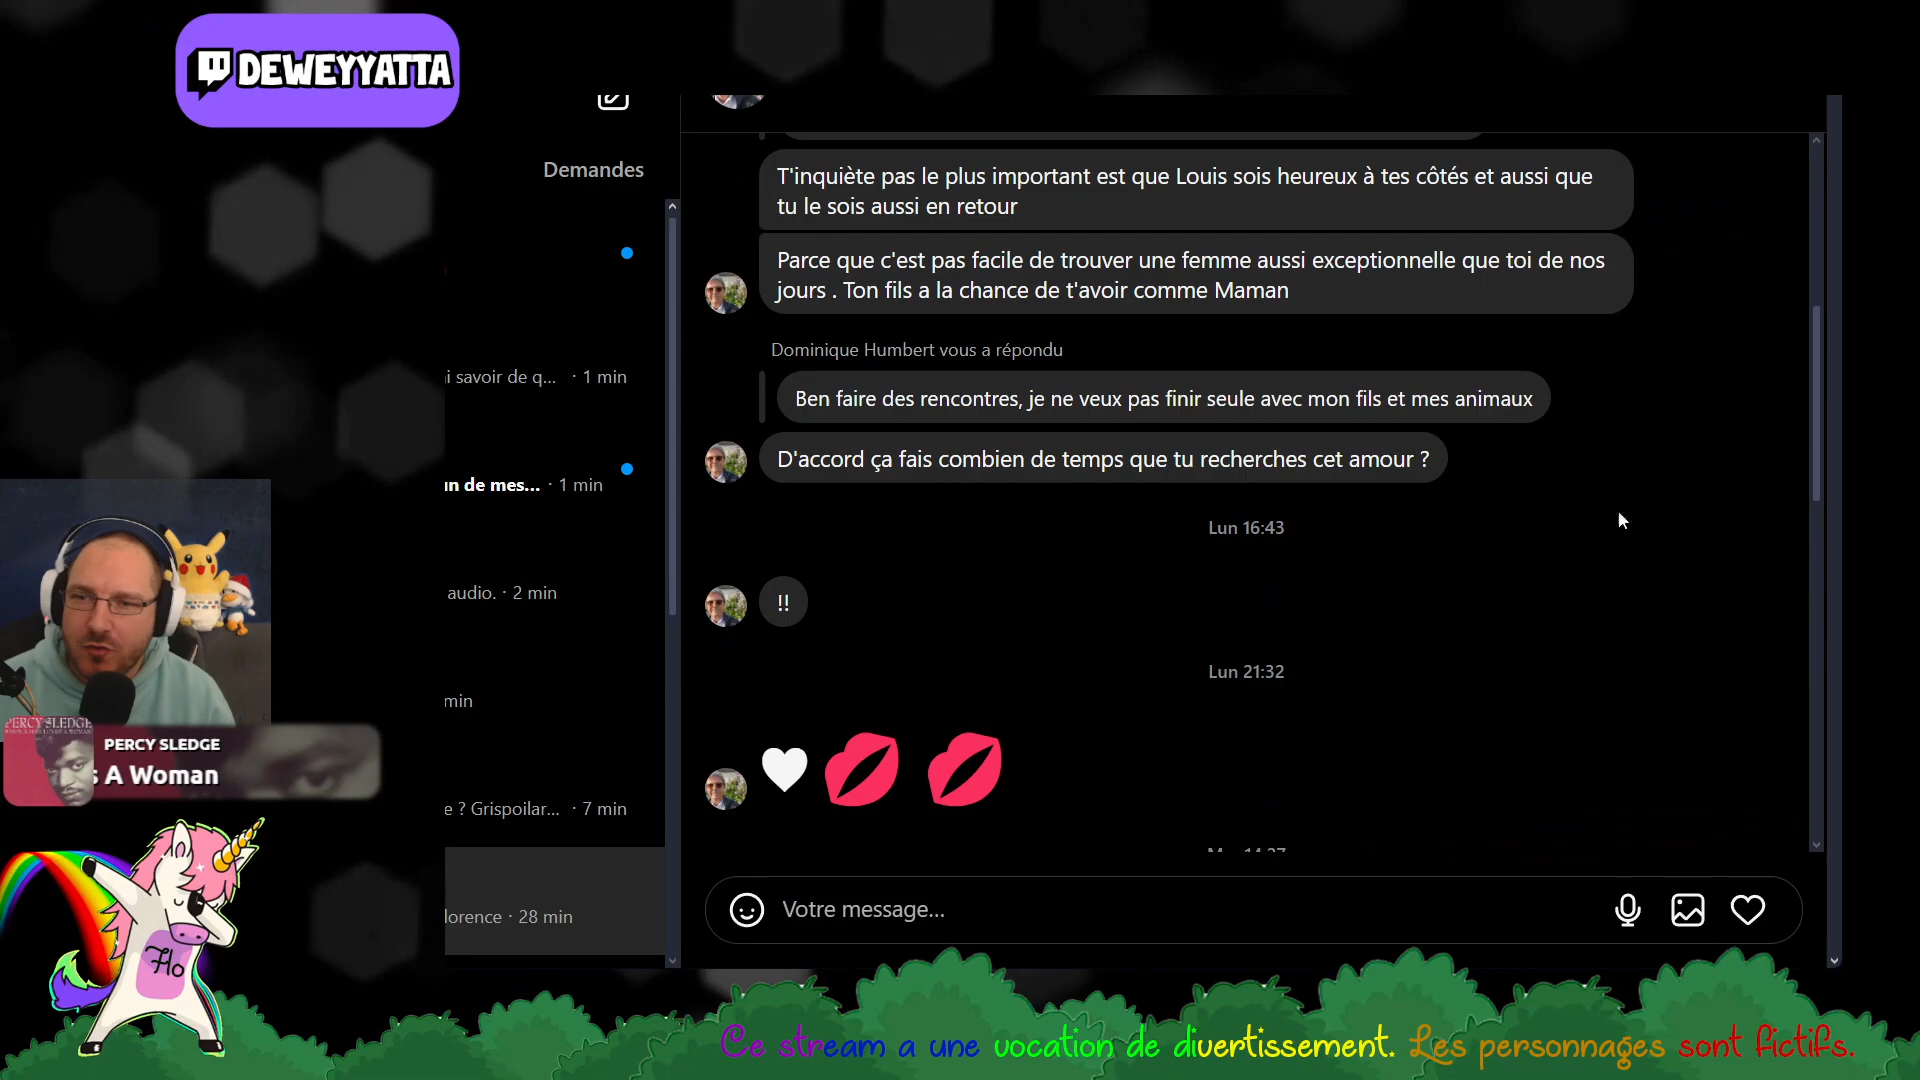 DEWEYYATTA
Demandes
T'inquiète pas le plus important est que Louis sois heureux à tes côtés et aussi que
tu le sois aussi en retour
Parce que c'est pas facile de trouver une femme aussi exceptionnelle que toi de nos
jours . Ton fils a la chance de t'avoir comme Maman
Dominique Humbert vous a répondu
i savoir de q... · 1 min
Ben faire des rencontres, je ne veux pas finir seule avec mon fils et mes animaux
D'accord ça fais combien de temps que tu recherches cet amour ?
un de mes... · 1 min
Lun 16:43
audio. · 2 min
!!
Lun 21:32
min
PERCY SLEDGE
PERCY SLEDGE
s A Woman
e ? Grispoilar... · 7 min
lorence · 28 min
Votre message...
Flo
Ce stream a une vocation de divertissement. Les personnages sont fictifs.